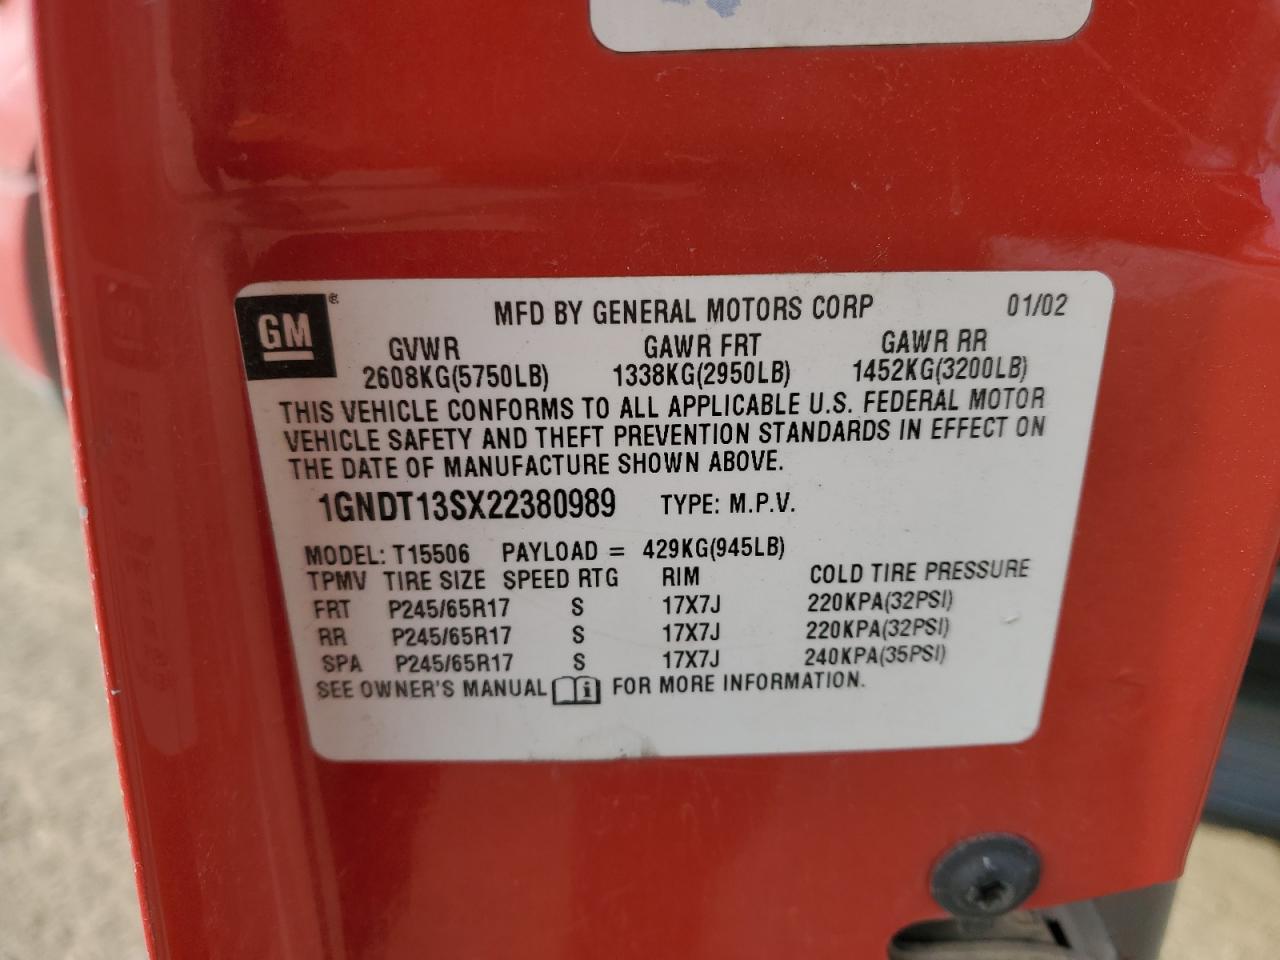 GM ® MFD BY GENERAL MOTORS CORP 01/02
GVWR GAWR FRT GAWR RR
2608KG(5750LB) 1338KG(2950LB) 1452KG(3200LB)
THIS VEHICLE CONFORMS TO ALL APPLICABLE U.S. FEDERAL MOTOR
VEHICLE SAFETY AND THEFT PREVENTION STANDARDS IN EFFECT ON
THE DATE OF MANUFACTURE SHOWN ABOVE.
1GNDT13SX22380989 TYPE: M.P.V.
MODEL: T15506 PAYLOAD = 429KG(945LB)
TPMV TIRE SIZE SPEED RTG RIM COLD TIRE PRESSURE
FRT P245/65R17 S 17X7J 220KPA(32PSI)
RR P245/65R17 S 17X7J 220KPA(32PSI)
SPA P245/65R17 S 17X7J 240KPA(35PSI)
SEE OWNER'S MANUAL i FOR MORE INFORMATION.